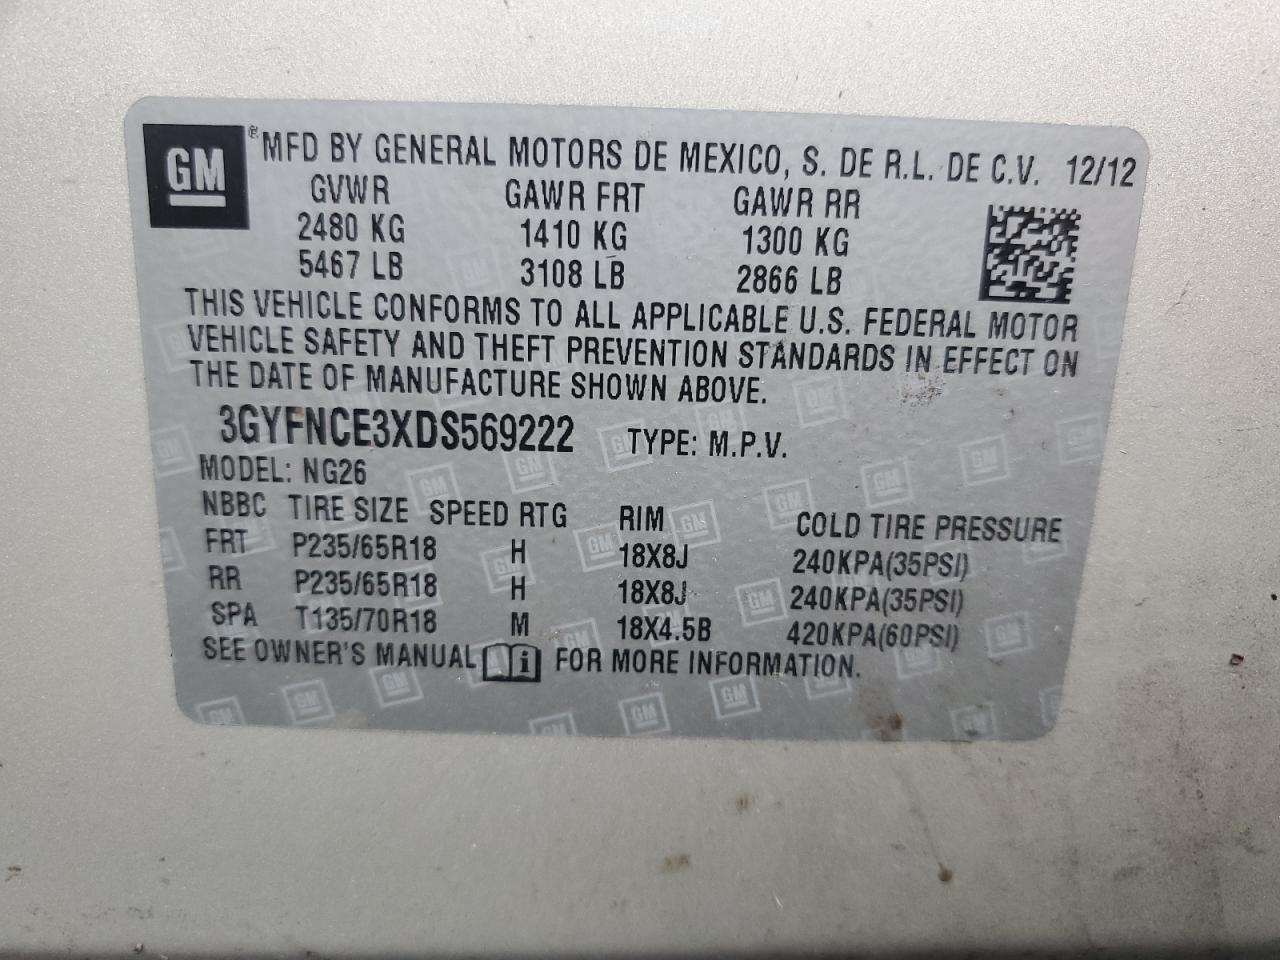 GM ® MFD BY GENERAL MOTORS DE MEXICO, S. DE R.L. DE C.V. 12/12
GVWR GAWR FRT GAWR RR
2480 KG 1410 KG 1300 KG
5467 LB 3108 LB 2866 LB
THIS VEHICLE CONFORMS TO ALL APPLICABLE U.S. FEDERAL MOTOR
VEHICLE SAFETY AND THEFT PREVENTION STANDARDS IN EFFECT ON
THE DATE OF MANUFACTURE SHOWN ABOVE.
3GYFNCE3XDS569222 TYPE: M.P.V.
MODEL: NG26
NBBC TIRE SIZE SPEED RTG RIM COLD TIRE PRESSURE
FRT P235/65R18 H 18X8J 240KPA(35PSI)
RR P235/65R18 H 18X8J 240KPA(35PSI)
SPA T135/70R18 M 18X4.5B 420KPA(60PSI)
SEE OWNER'S MANUAL i FOR MORE INFORMATION.